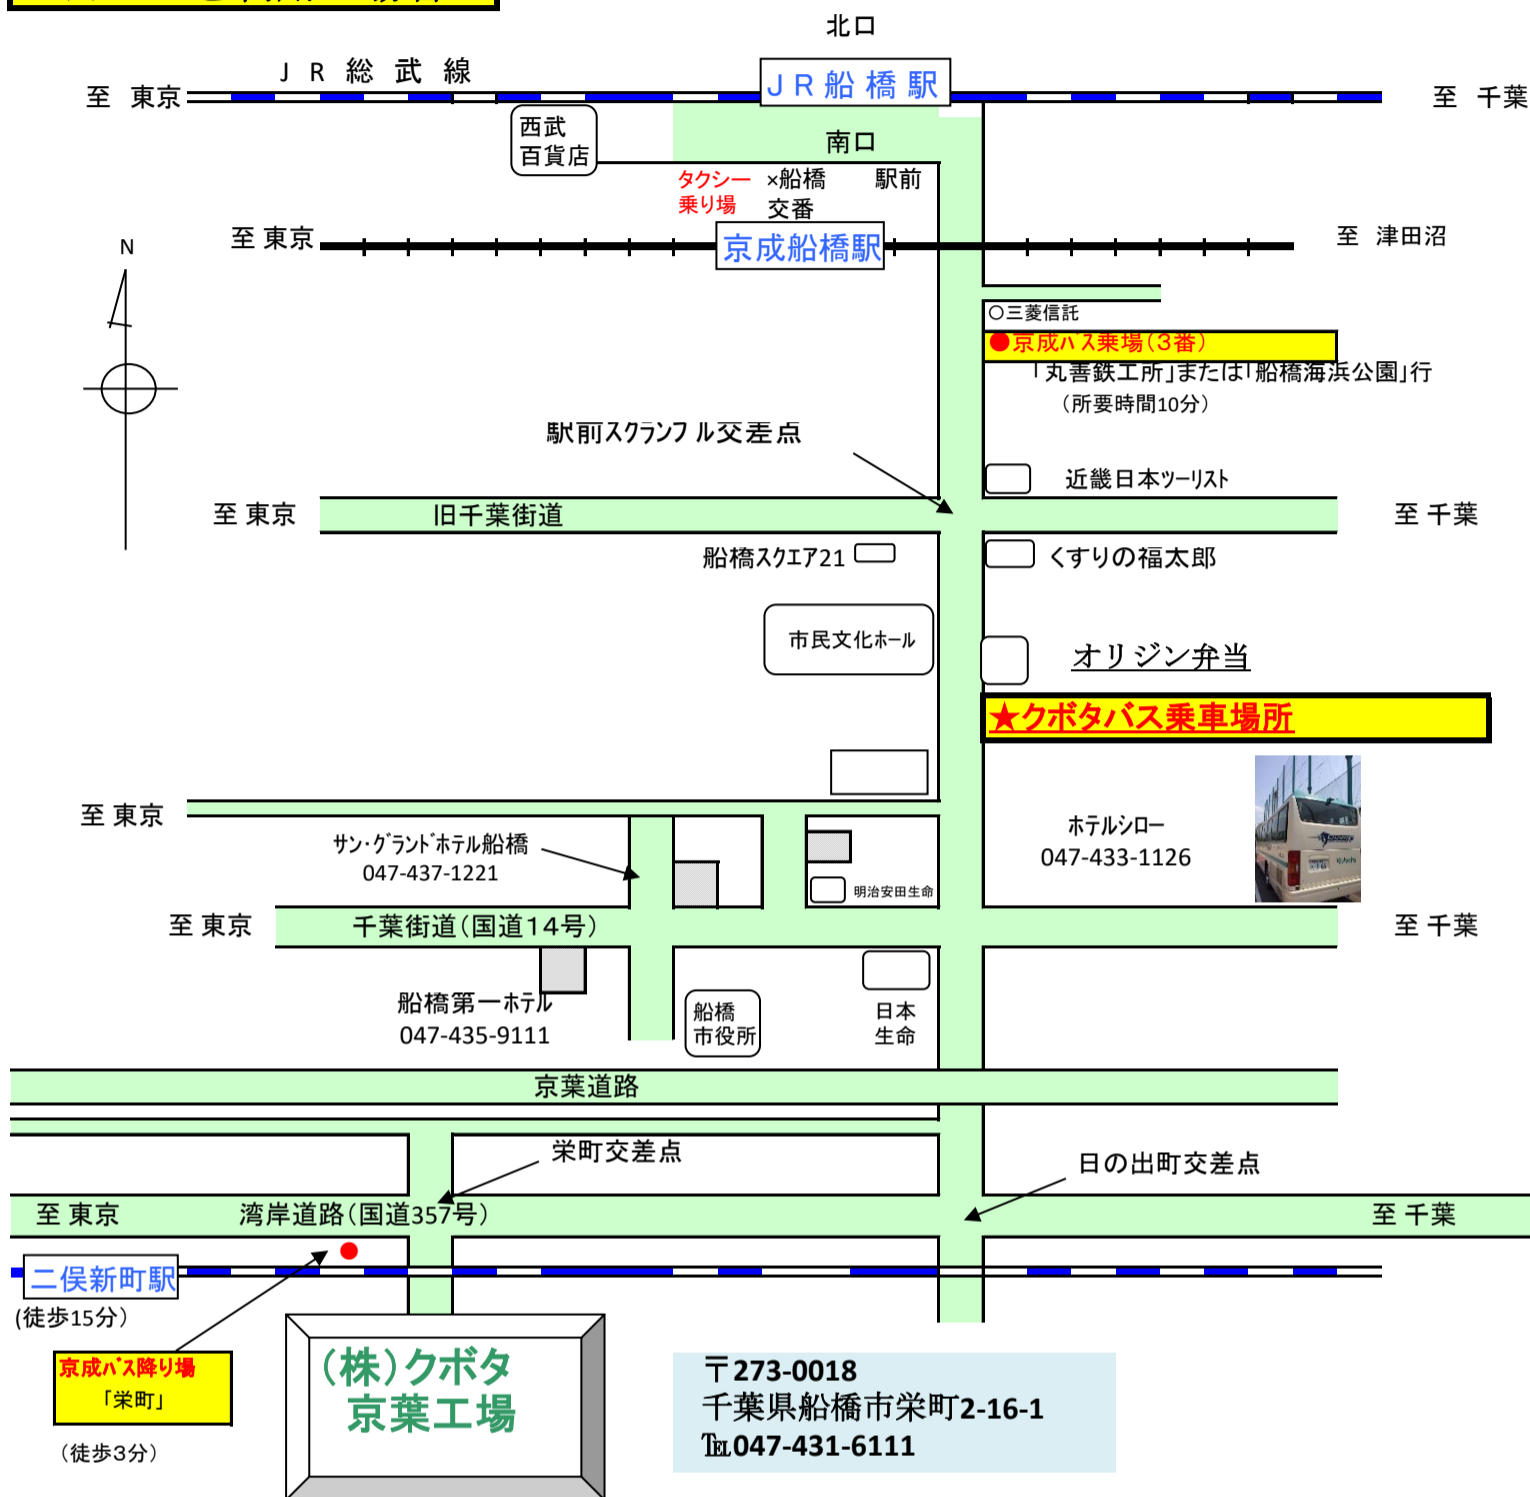 北口
ＪＲ総武線
ＪＲ船橋駅
至 東京
至 千葉
西武
百貨店
南口
タクシー
乗り場
×船橋 駅前
交番
至 東京
京成船橋駅
至 津田沼
N
〇三菱信託
●京成バス乗場(3番)
「丸善鉄工所」または「船橋海浜公園」行
（所要時間10分）
駅前スクランブル交差点
近畿日本ツーリスト
至 東京
旧千葉街道
至 千葉
船橋スクエア21
くすりの福太郎
市民文化ホール
オリジン弁当
★クボタバス乗車場所
至 東京
サン・グランドホテル船橋
047-437-1221
ホテルシロー
047-433-1126
明治安田生命
至 東京
千葉街道（国道14号）
至 千葉
船橋第一ホテル
047-435-9111
船橋
市役所
日本
生命
京葉道路
栄町交差点
日の出町交差点
至 東京
湾岸道路（国道357号）
至 千葉
二俣新町駅
(徒歩15分)
京成バス降り場
「栄町」
（徒歩3分）
（株）クボタ
京葉工場
〒273-0018
千葉県船橋市栄町2-16-1
℡047-431-6111